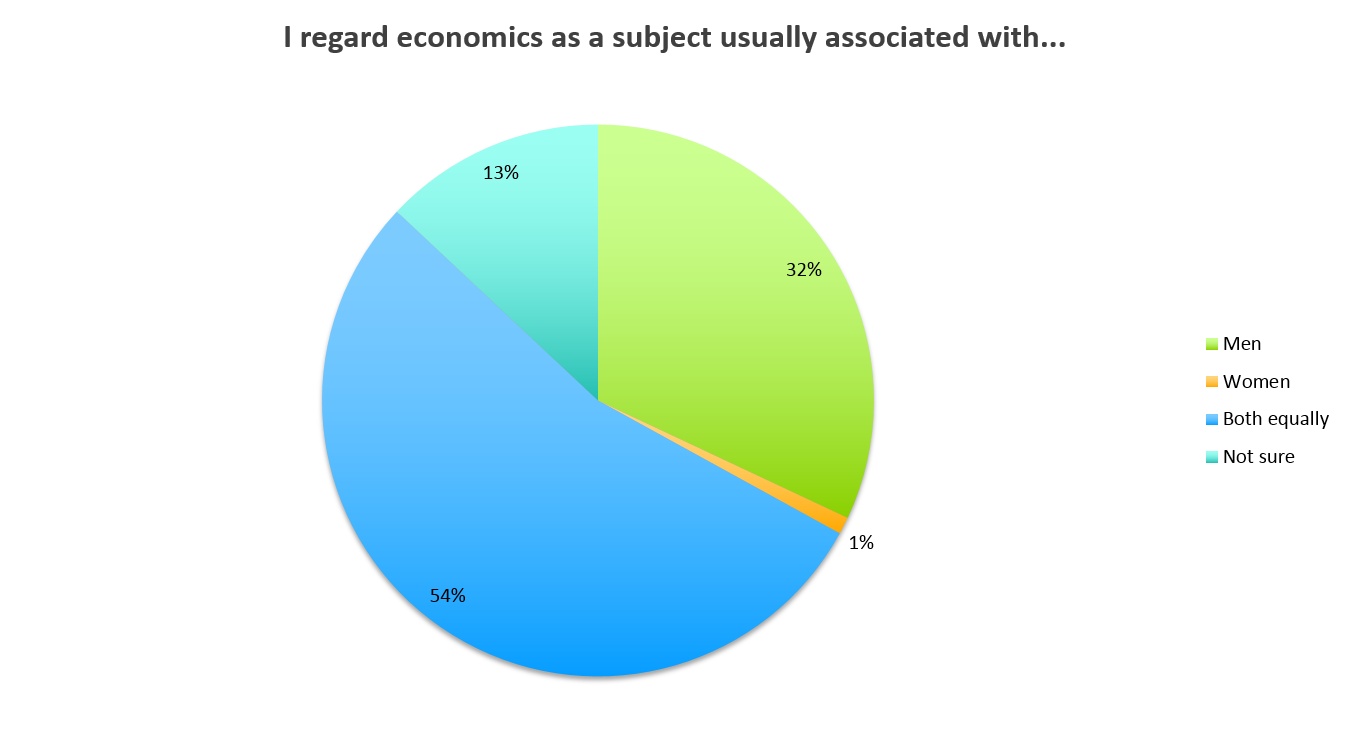 I regard economics as a subject usually associated with...
13%
32%
Men
Women
Both equally
Not sure
1%
54%